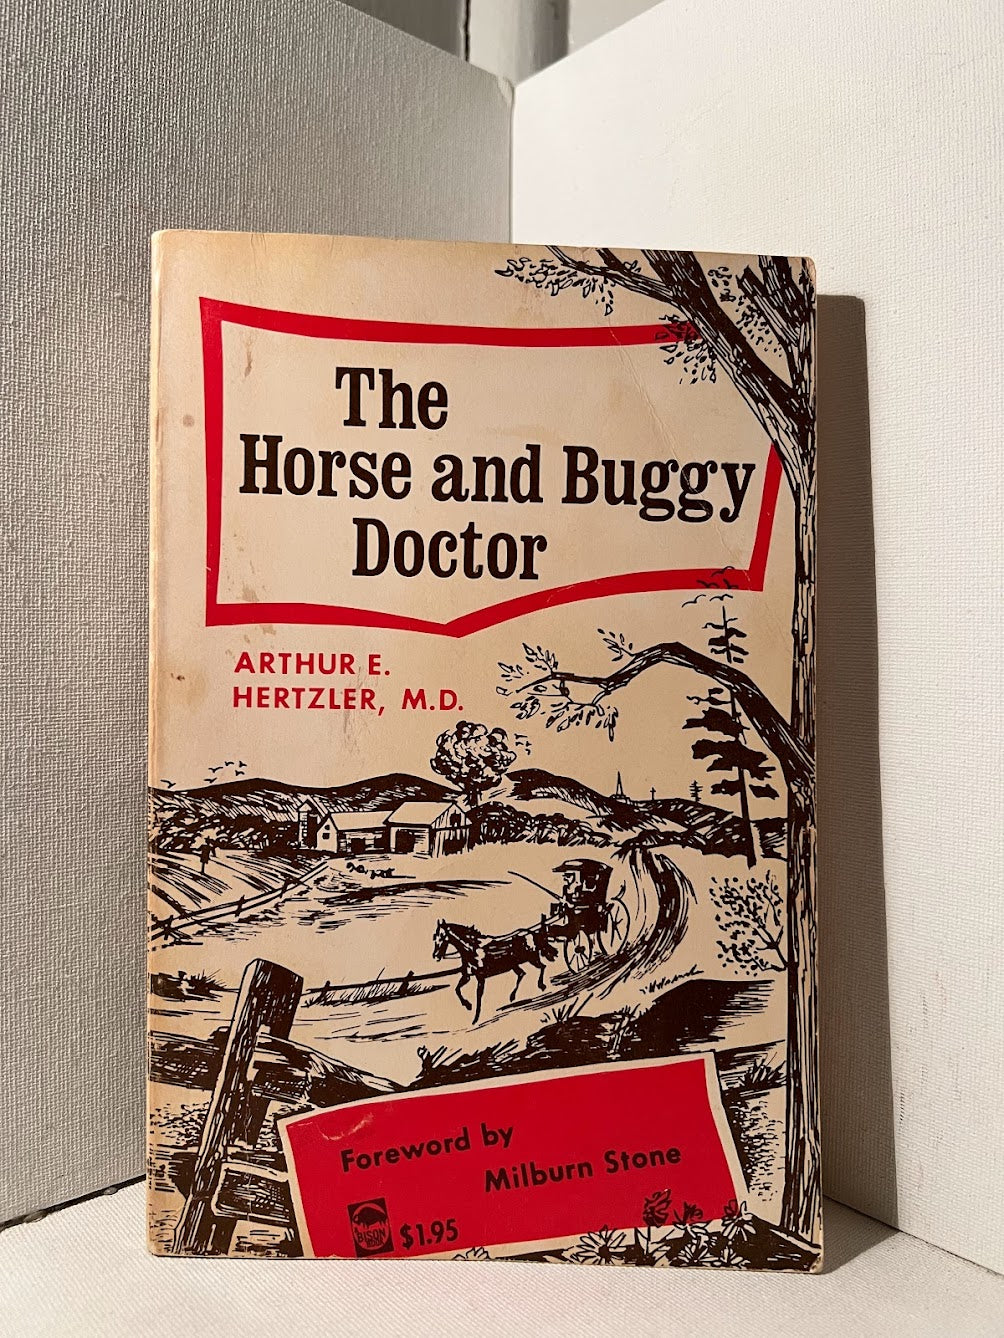 The
Horse and Buggy
Doctor
ARTHUR E.
HERTZLER, M.D.
Foreword by
Milburn Stone
BISON
BOOK
$1.95